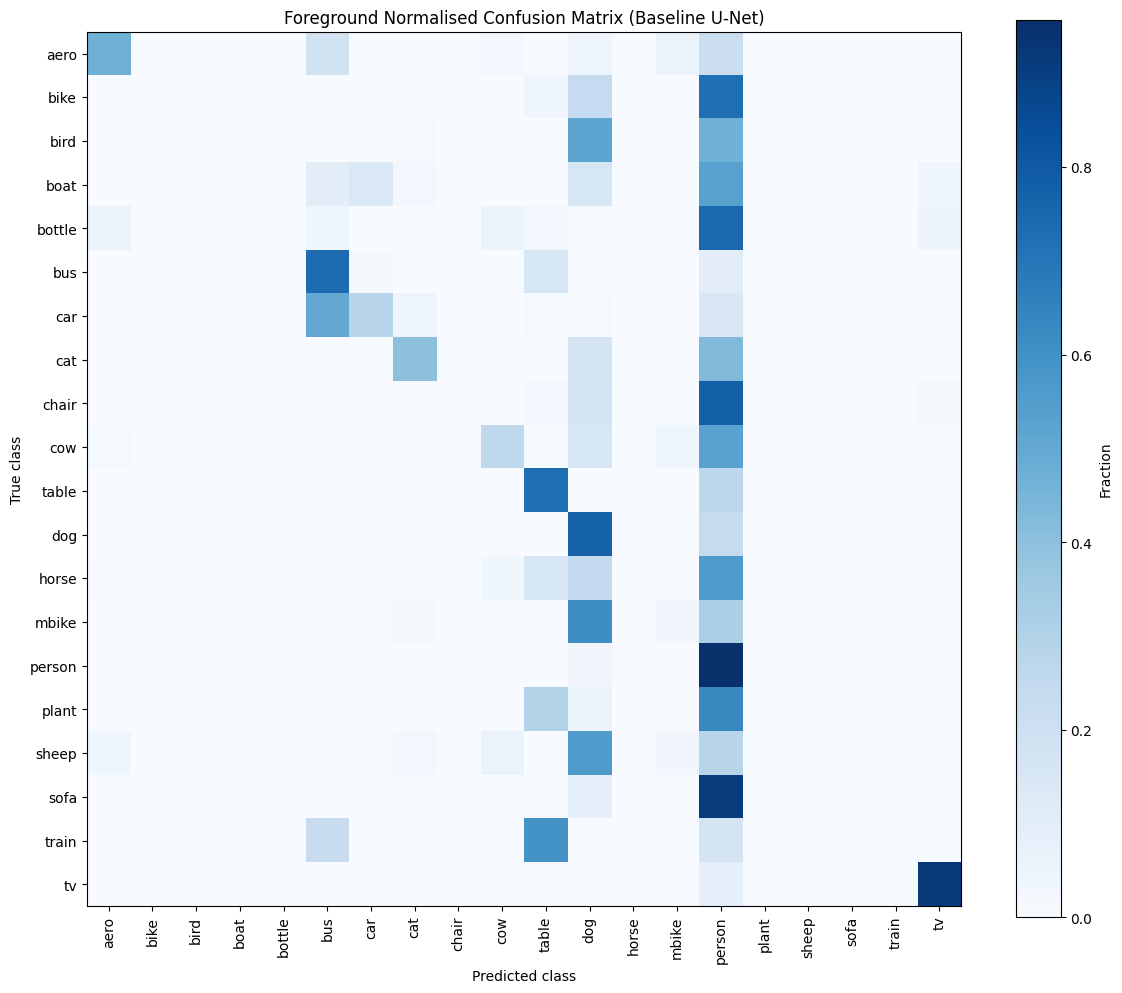 Foreground Normalised Confusion Matrix (Baseline U-Net)
True class
aero
bike
bird
boat
bottle
bus
car
cat
chair
cow
table
dog
horse
mbike
person
plant
sheep
sofa
train
tv
aero
bike
bird
boat
bottle
bus
car
cat
chair
cow
table
dog
horse
mbike
person
plant
sheep
sofa
train
tv
Predicted class
0.8
0.6
0.4
0.2
0.0
Fraction